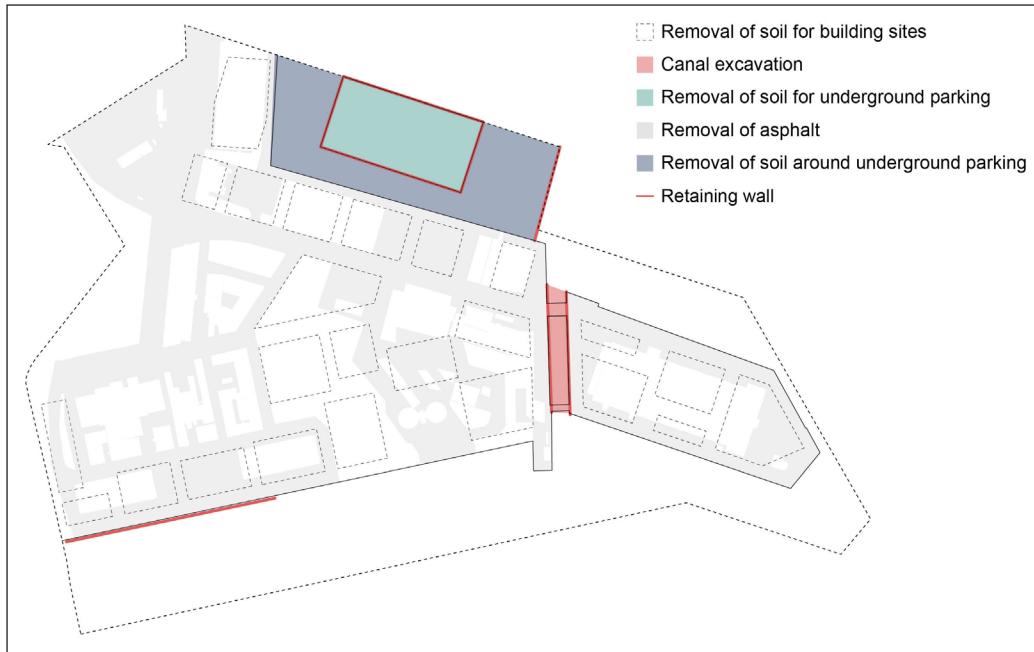 Removal of soil for building sites
Canal excavation
Removal of soil for underground parking
Removal of asphalt
Removal of soil around underground parking
Retaining wall